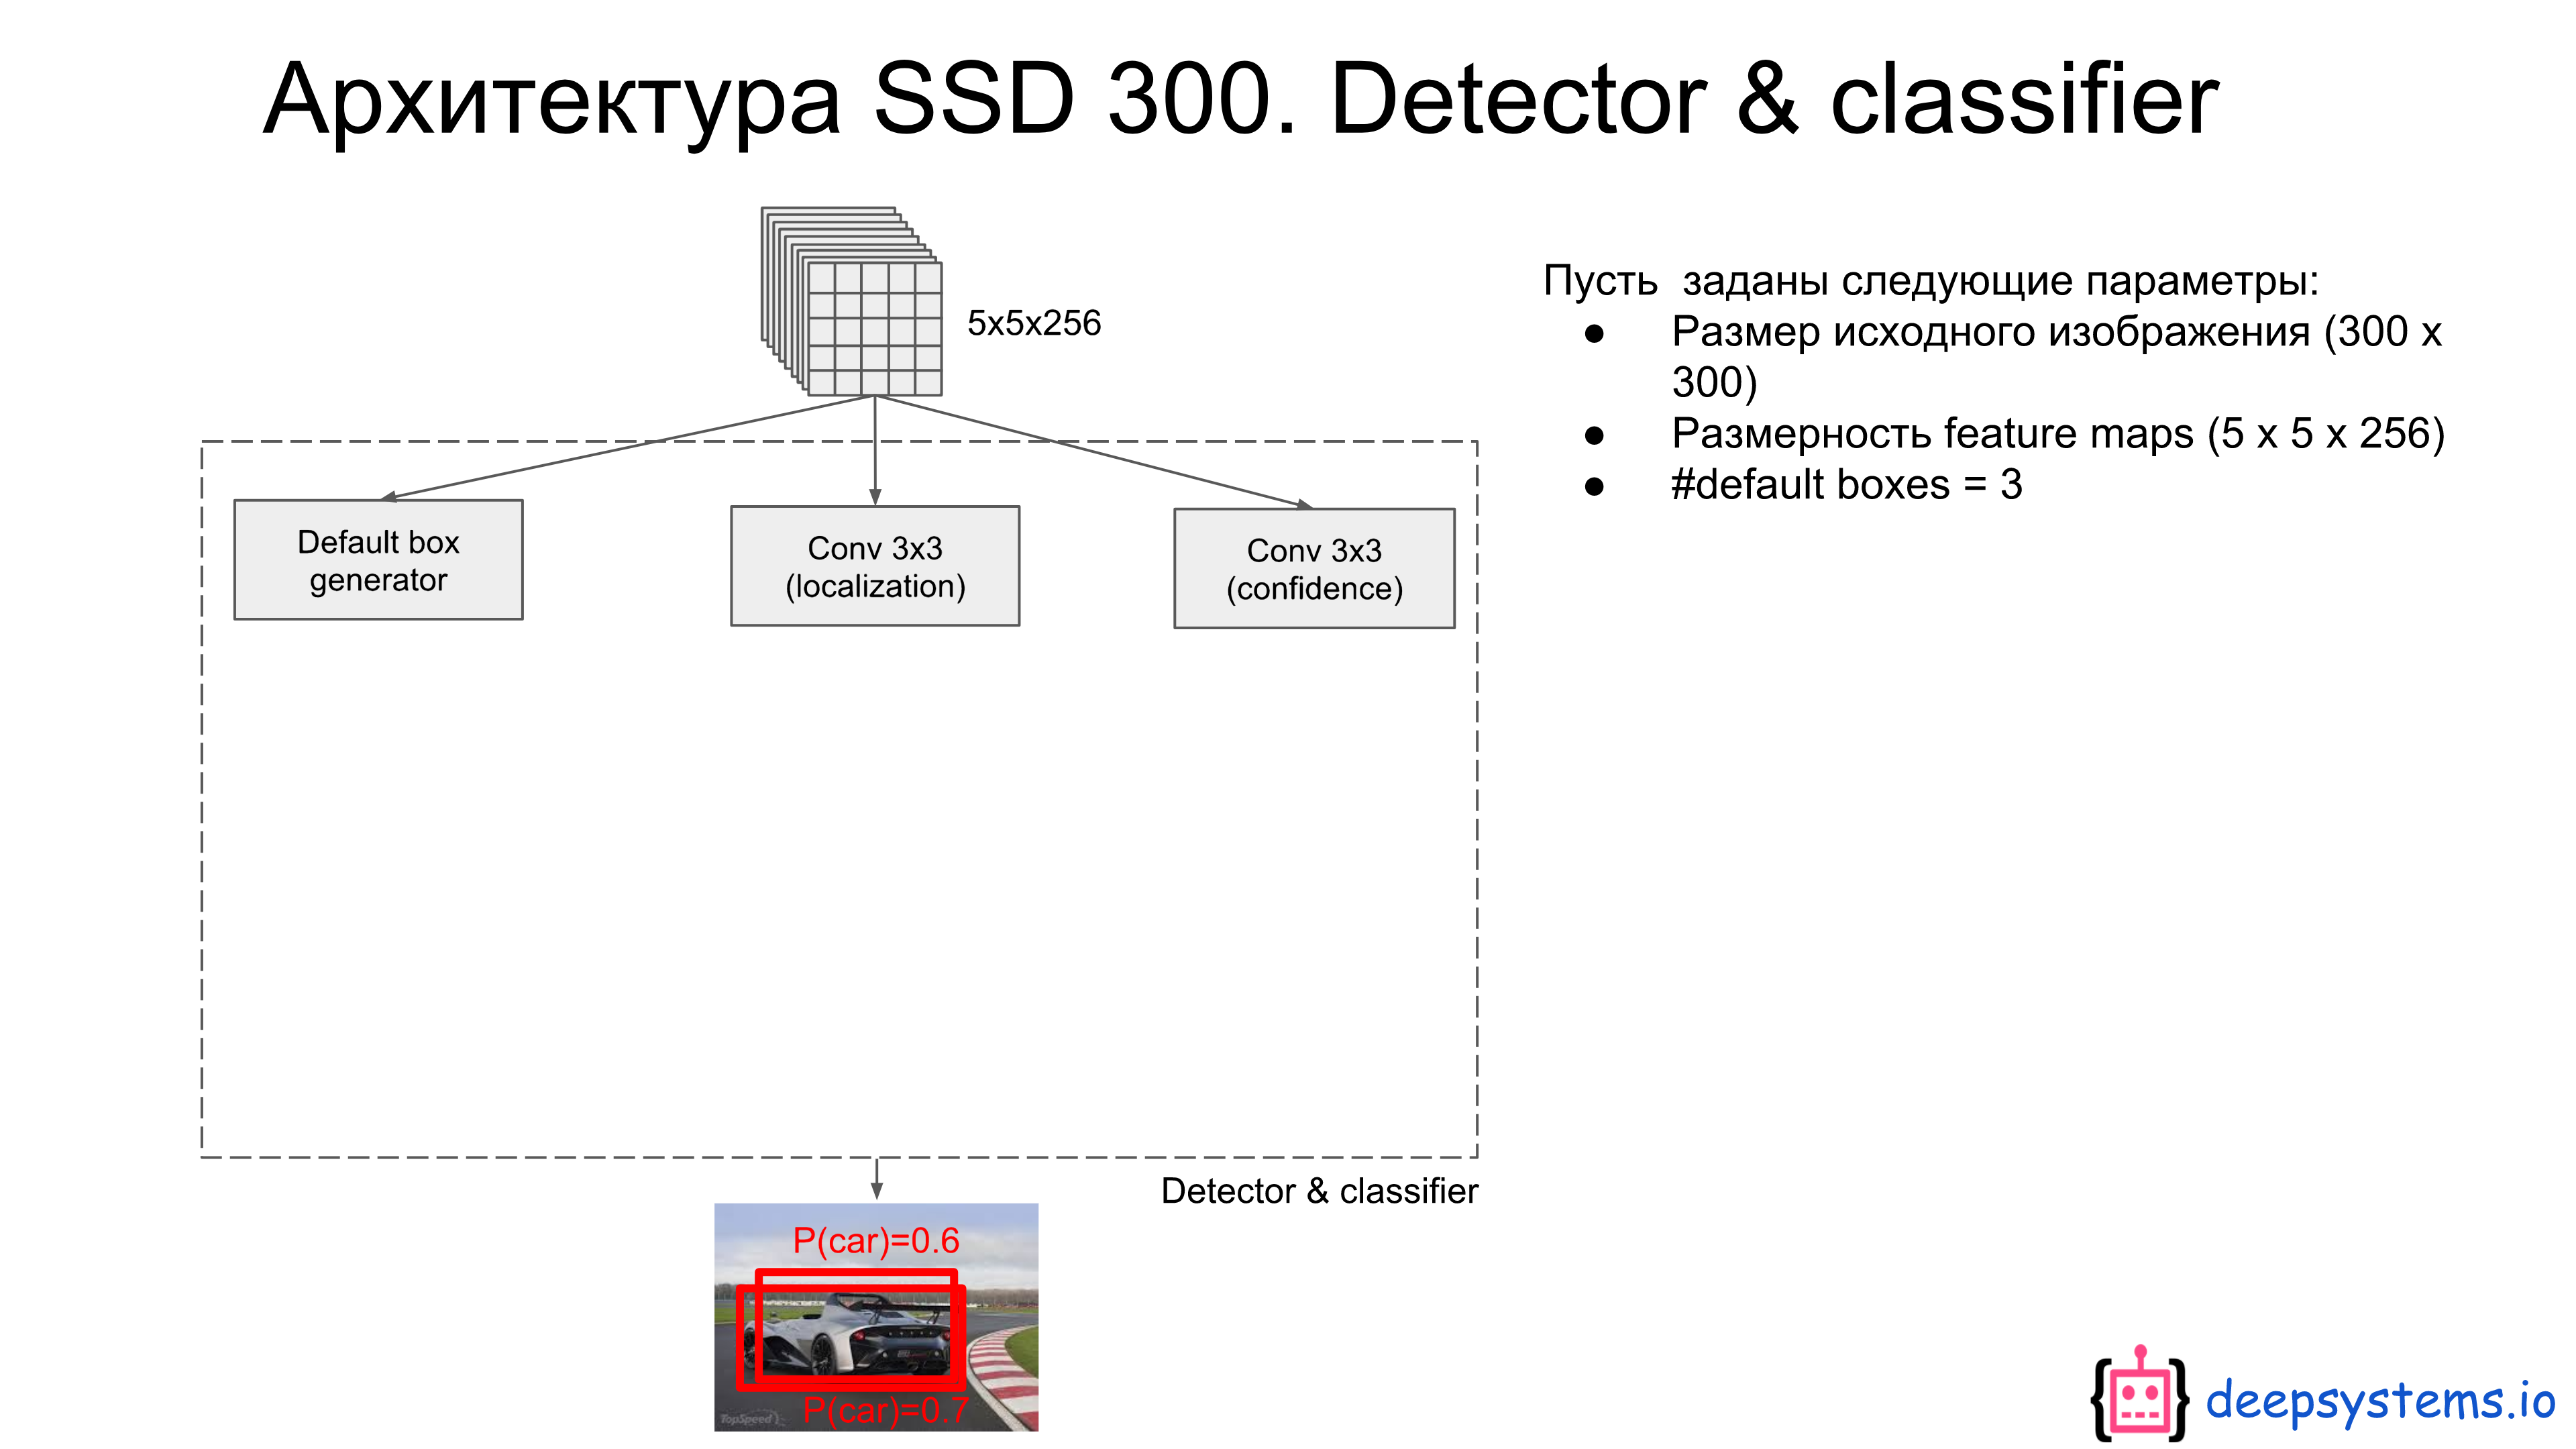 Архитектура SSD 300. Detector & classifier
5x5x256
Пусть  заданы следующие параметры:
● Размер исходного изображения (300 x
300)
● Размерность feature maps (5 x 5 x 256)
● #default boxes = 3
Default box
generator
Conv 3x3
(localization)
Conv 3x3
(confidence)
Detector & classifier
P(car)=0.6
P(car)=0.7
TopSpeed
deepsystems.io